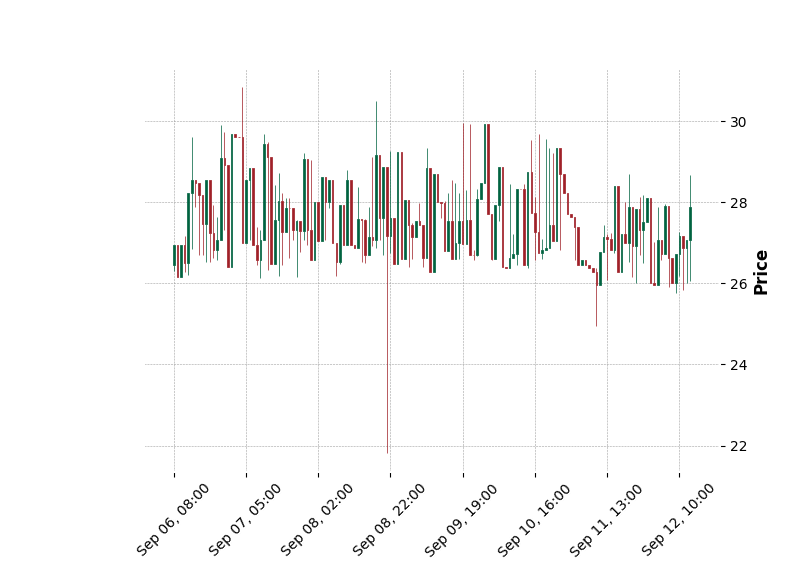 30
28
26
24
22
Price
Sep 06, 08:00
Sep 07, 05:00
Sep 08, 02:00
Sep 08, 22:00
Sep 09, 19:00
Sep 10, 16:00
Sep 11, 13:00
Sep 12, 10:00